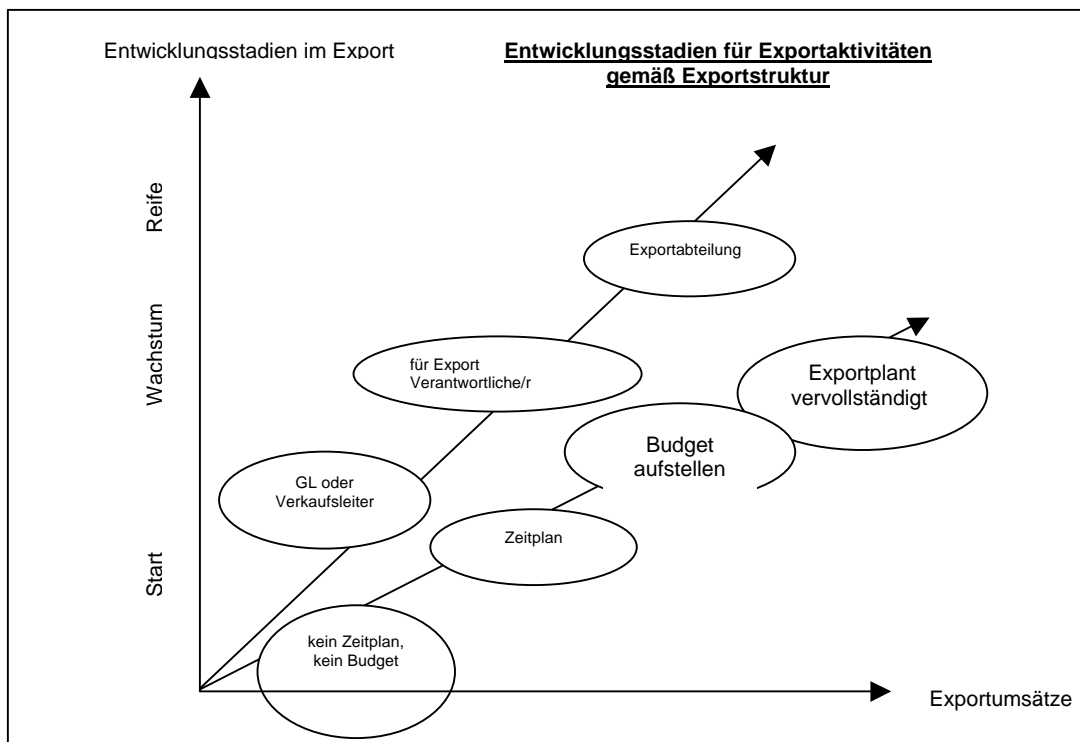 Entwicklungsstadien im Export
Entwicklungsstadien für Exportaktivitäten
gemäß Exportstruktur
Reife
Wachstum
Start
Exportabteilung
für Export
Verantwortliche/r
Exportplant
vervollständigt
Budget
aufstellen
GL oder
Verkaufsleiter
Zeitplan
kein Zeitplan,
kein Budget
Exportumsätze